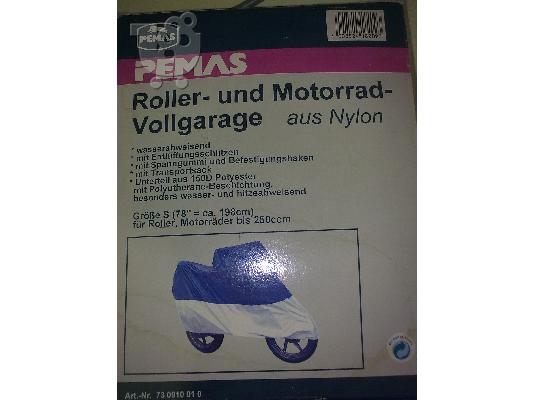 PEMAS
PEMAS
Roller- und Motorrad-
Vollgarage aus Nylon
* wasserabweisend
* mit Entlüftungsschlitzen
* mit Spanngummi und Befestigungshaken
* mit Transportsack
* Unterteil aus 150D Polyester
mit Polyutherane-Beschichtung,
besonders wasser- und hitzeabweisend
Größe S (78" = ca. 198cm)
für Roller, Motorräder bis 250ccm
Art.-Nr. 73 0910 01 0